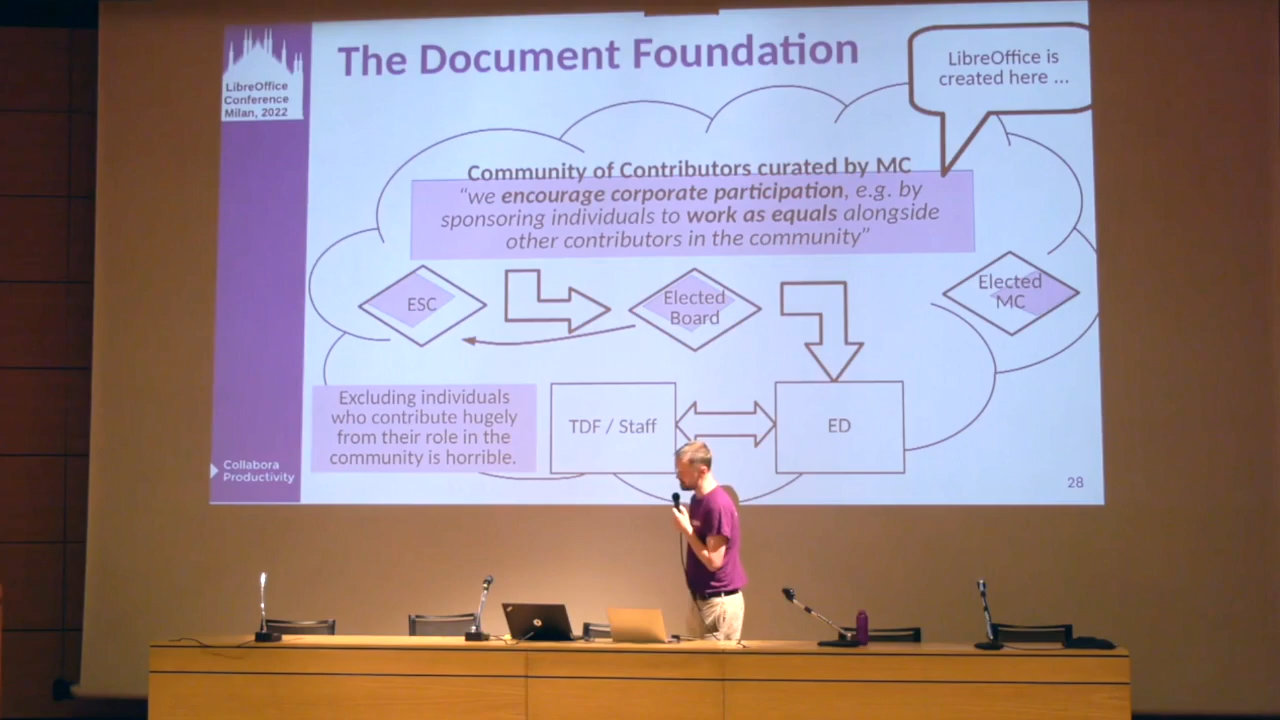 The Document Foundation
LibreOffice
Conference
Milan, 2022
LibreOffice is
created here ...
Community of Contributors curated by MC
“we encourage corporate participation, e.g. by
sponsoring individuals to work as equals alongside
other contributors in the community”
ESC
Elected
Board
Elected
MC
Excluding individuals
who contribute hugely
from their role in the
community is horrible.
TDF / Staff
ED
Collabora
Productivity
28